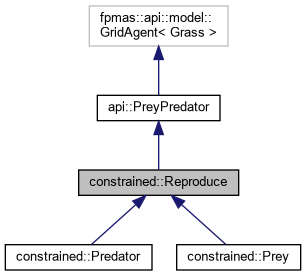 fpmas::api::model::
GridAgent< Grass >
api::PreyPredator
constrained::Reproduce
constrained::Predator
constrained::Prey